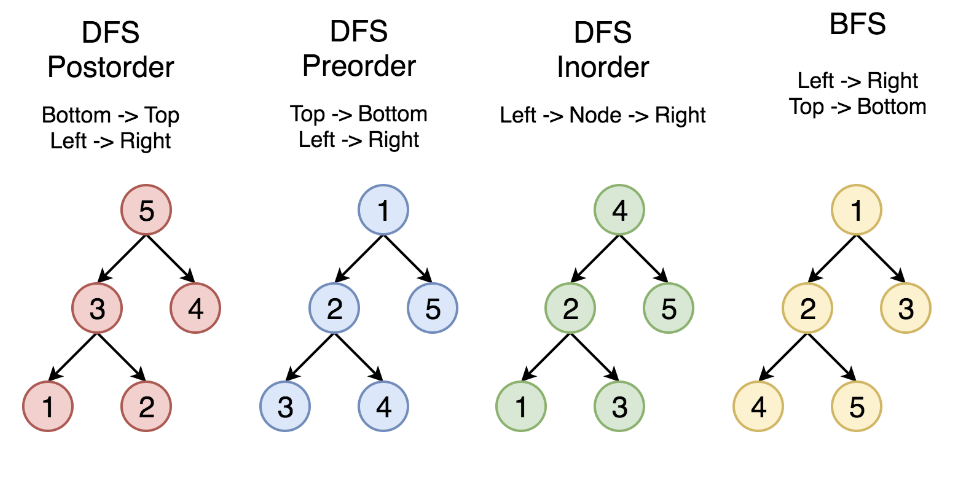 DFS
Postorder
Bottom -> Top
Left -> Right
5
3
4
1
2
DFS
Preorder
Top -> Bottom
Left -> Right
1
2
5
3
4
DFS
Inorder
Left -> Node -> Right
4
2
5
1
3
BFS
Left -> Right
Top -> Bottom
1
2
3
4
5